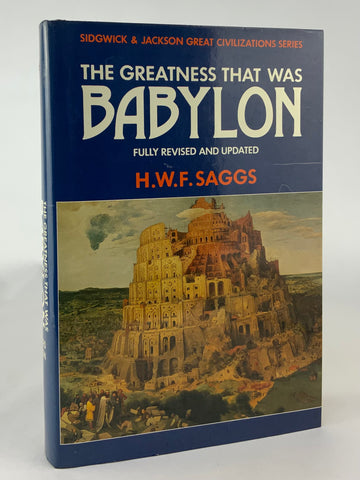 SIDGWICK & JACKSON GREAT CIVILIZATIONS SERIES
THE GREATNESS THAT WAS
BABYLON
FULLY REVISED AND UPDATED
H.W.F. SAGGS
THE GREATNESS THAT WAS